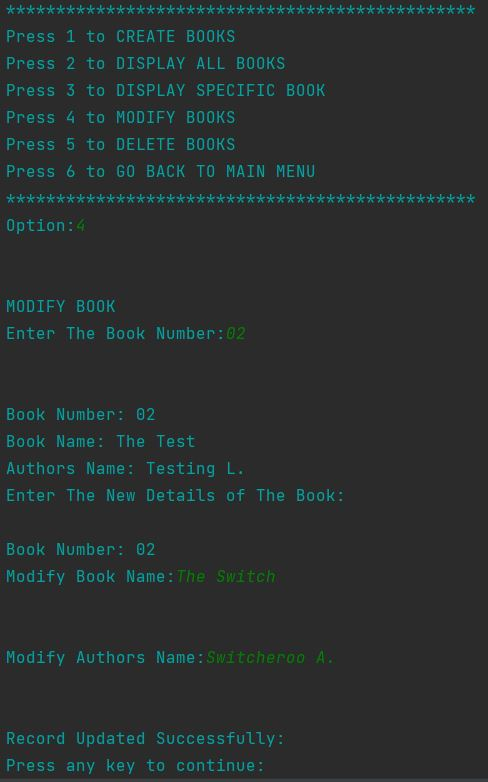 ***********************************************
Press 1 to CREATE BOOKS
Press 2 to DISPLAY ALL BOOKS
Press 3 to DISPLAY SPECIFIC BOOK
Press 4 to MODIFY BOOKS
Press 5 to DELETE BOOKS
Press 6 to GO BACK TO MAIN MENU
***********************************************
Option:4
MODIFY BOOK
Enter The Book Number:02
Book Number: 02
Book Name: The Test
Authors Name: Testing L.
Enter The New Details of The Book:
Book Number: 02
Modify Book Name:The Switch
Modify Authors Name:Switcheroo A.
Record Updated Successfully:
Press any key to continue: